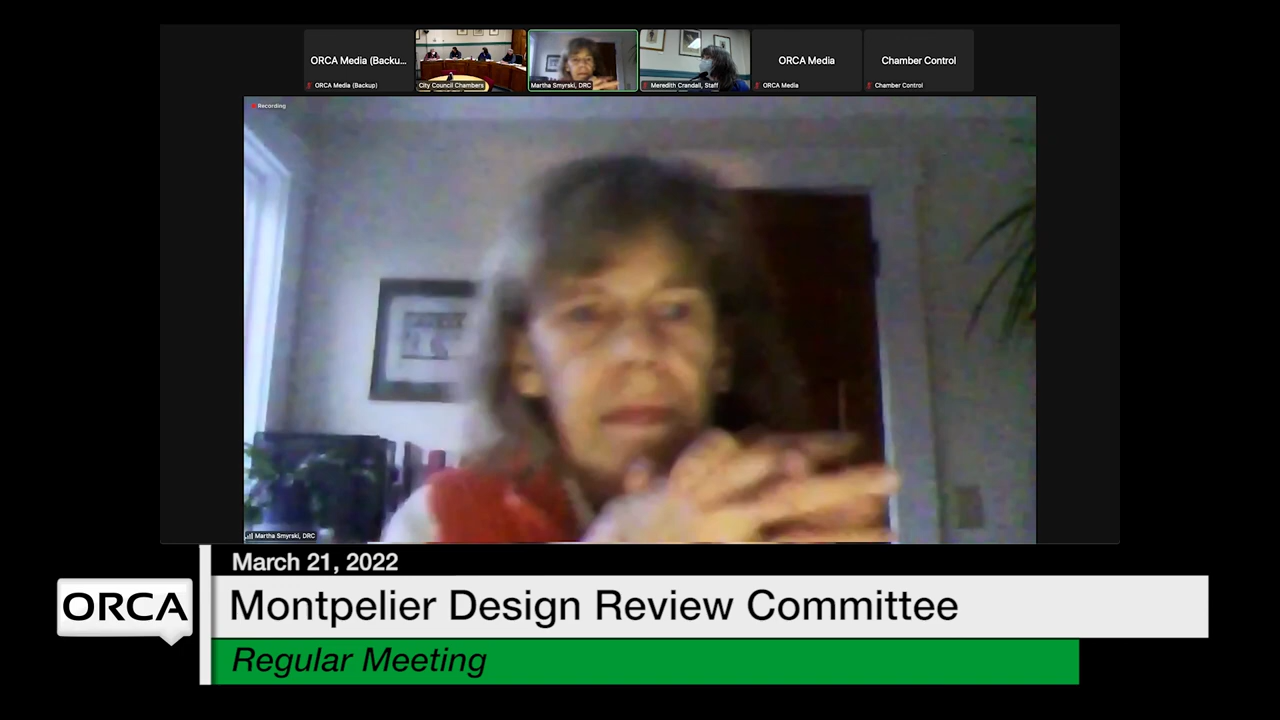 ORCA Media (Backu...
ORCA Media
Chamber Control
ORCA Media (Backup)
City Council Chambers
Martha Smyrski, DRC
Meredith Crandall, Staff
ORCA Media
Chamber Control
Recording
Martha Smyrski, DRC
March 21, 2022
ORCA
Montpelier Design Review Committee
Regular Meeting